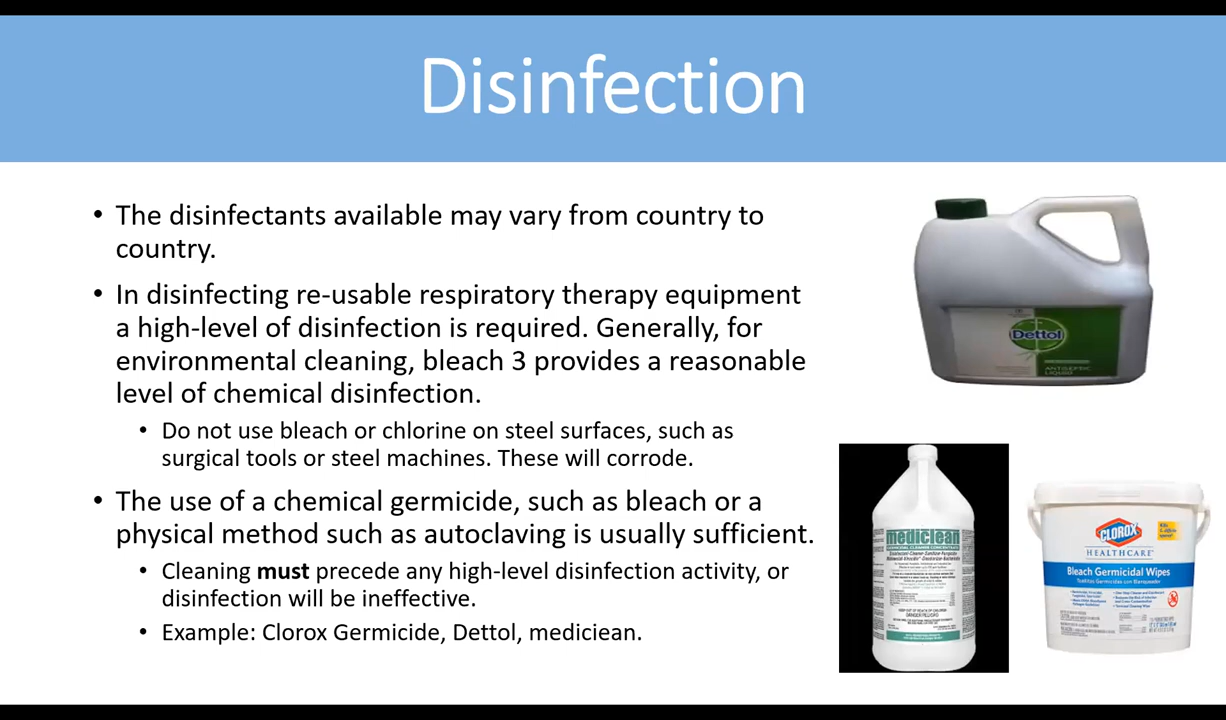 Disinfection
• The disinfectants available may vary from country to
country.
• In disinfecting re-usable respiratory therapy equipment
a high-level of disinfection is required. Generally, for
environmental cleaning, bleach 3 provides a reasonable
level of chemical disinfection.
• Do not use bleach or chlorine on steel surfaces, such as
surgical tools or steel machines. These will corrode.
• The use of a chemical germicide, such as bleach or a
physical method such as autoclaving is usually sufficient.
• Cleaning must precede any high-level disinfection activity, or
disinfection will be ineffective.
• Example: Clorox Germicide, Dettol, mediciean.
Dettol
ANTISEPTIC
LIQUID
mediclean
CLOROX
HEALTHCARE
Bleach Germicidal Wipes